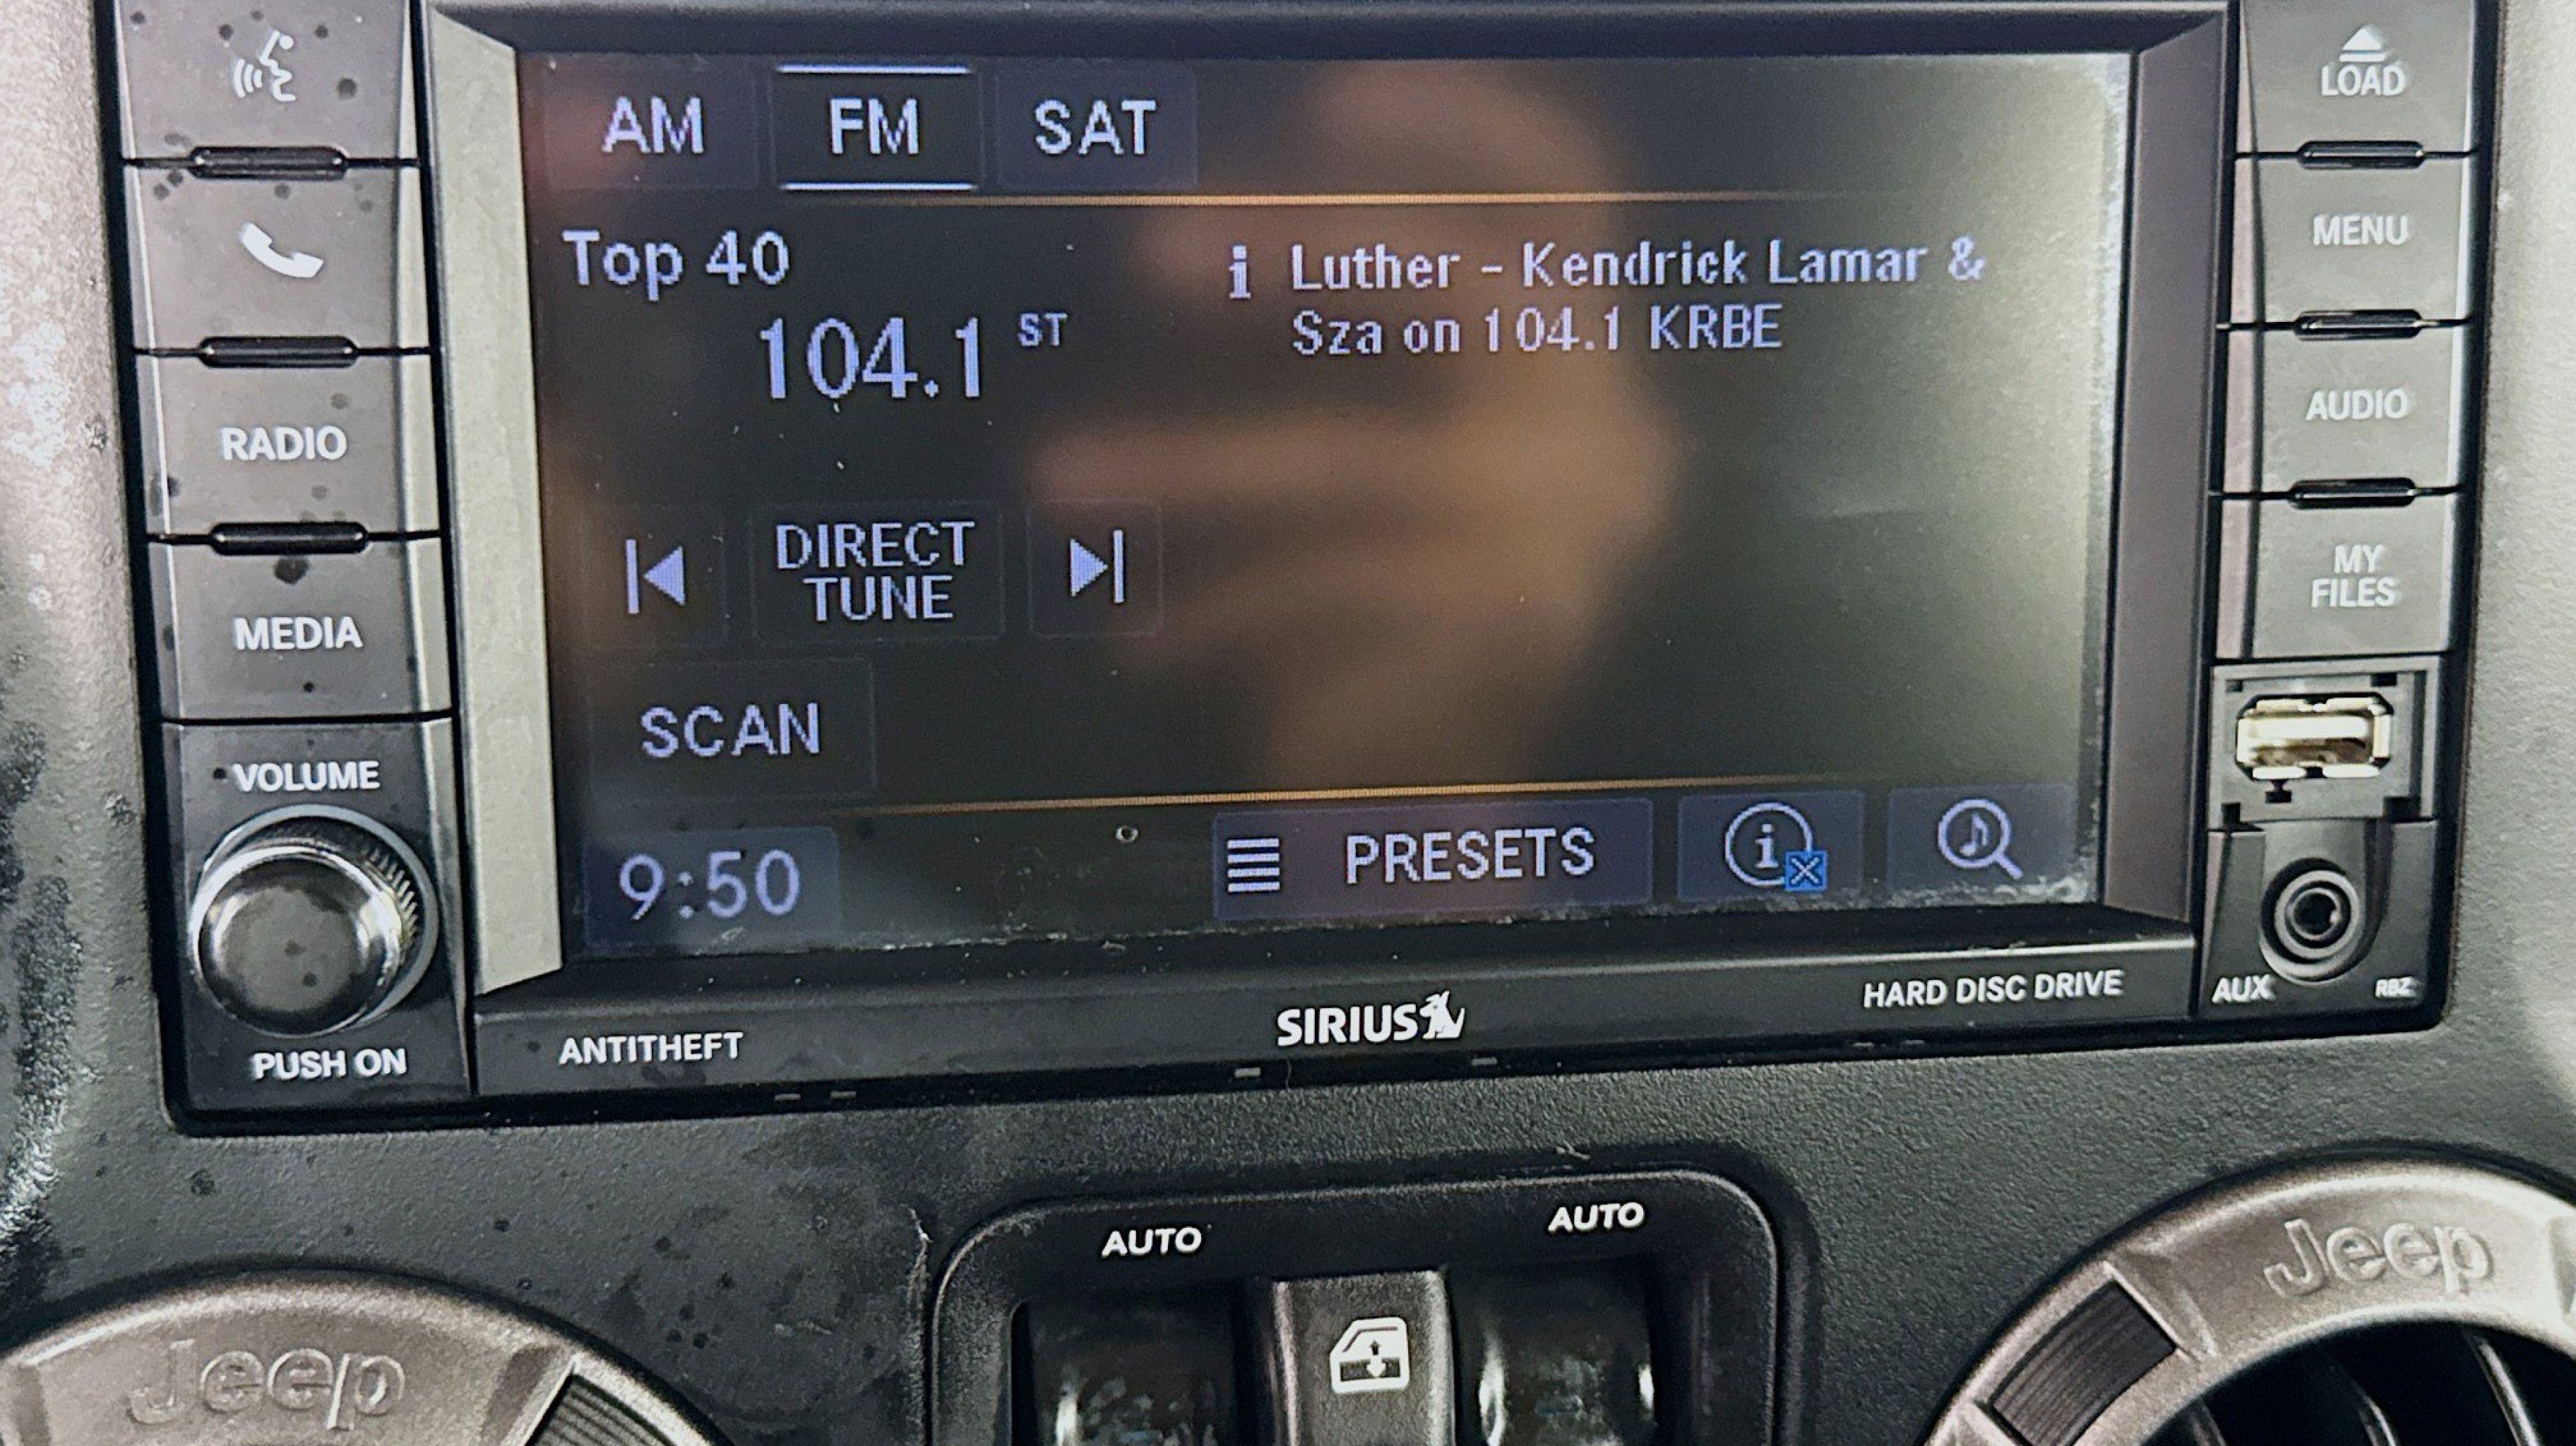 AM FM SAT
Top 40
104.1 ST
i Luther - Kendrick Lamar &
Sza on 104.1 KRBE
DIRECT
TUNE
SCAN
9:50
PRESETS
i
RADIO
MEDIA
VOLUME
PUSH ON
LOAD
MENU
AUDIO
MY
FILES
AUX
RBZ
ANTITHEFT
SIRIUS
HARD DISC DRIVE
AUTO
AUTO
Jeep
Jeep